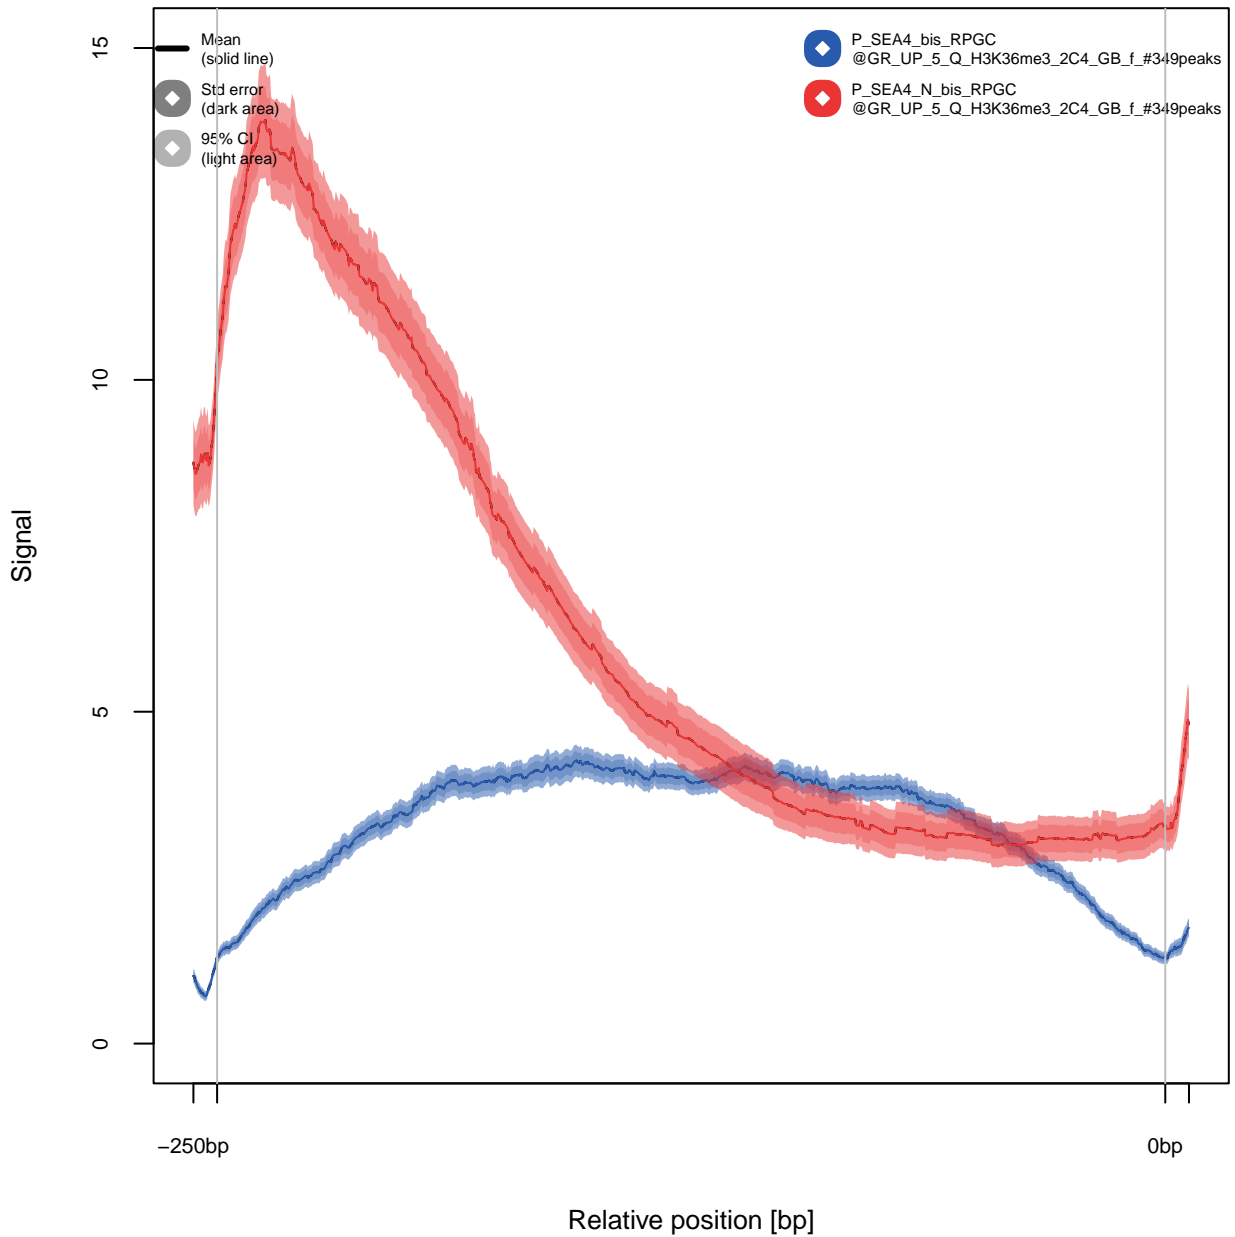 Mean
(solid line)
Std error
(dark area)
95% CI
(light area)
P_SEA4_bis_RPGC
@GR_UP_5_Q_H3K36me3_2C4_GB_f_#349peaks
P_SEA4_N_bis_RPGC
@GR_UP_5_Q_H3K36me3_2C4_GB_f_#349peaks
15
10
5
0
Signal
−250bp
0bp
Relative position [bp]